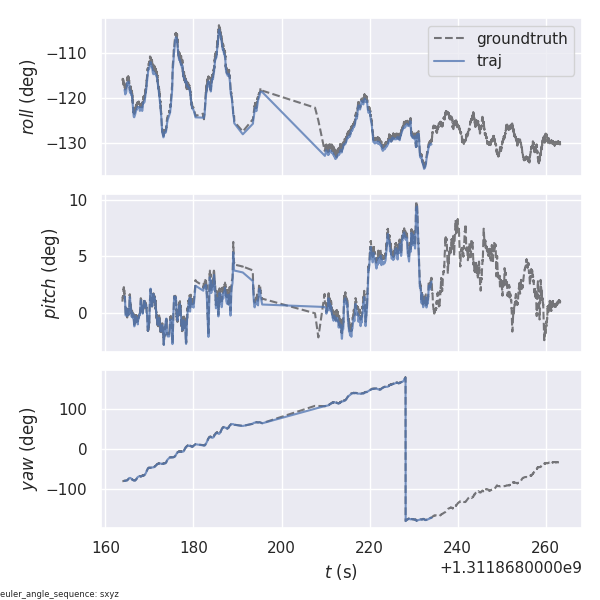 groundtruth
traj
−110
−120
−130
roll (deg)
10
5
0
pitch (deg)
100
0
−100
yaw (deg)
160 180 200 220 240 260
t (s)
+1.3118680000e9
euler_angle_sequence: sxyz